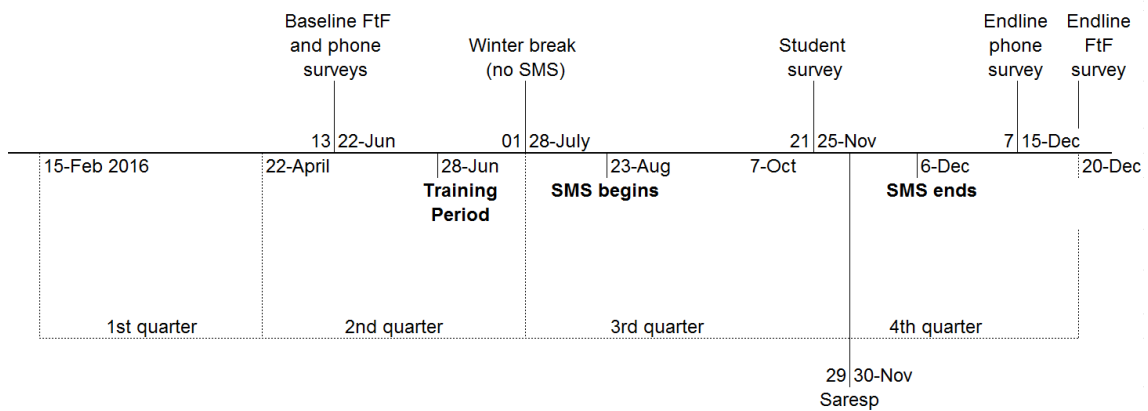 Baseline FtF
and phone
surveys
Winter break
(no SMS)
Student
survey
Endline
phone
survey
Endline
FtF
survey
13 22-Jun
01 28-July
21 25-Nov
7 15-Dec
15-Feb 2016
22-April
28-Jun
Training
Period
23-Aug
SMS begins
7-Oct
6-Dec
SMS ends
20-Dec
1st quarter
2nd quarter
3rd quarter
4th quarter
29 30-Nov
Saresp